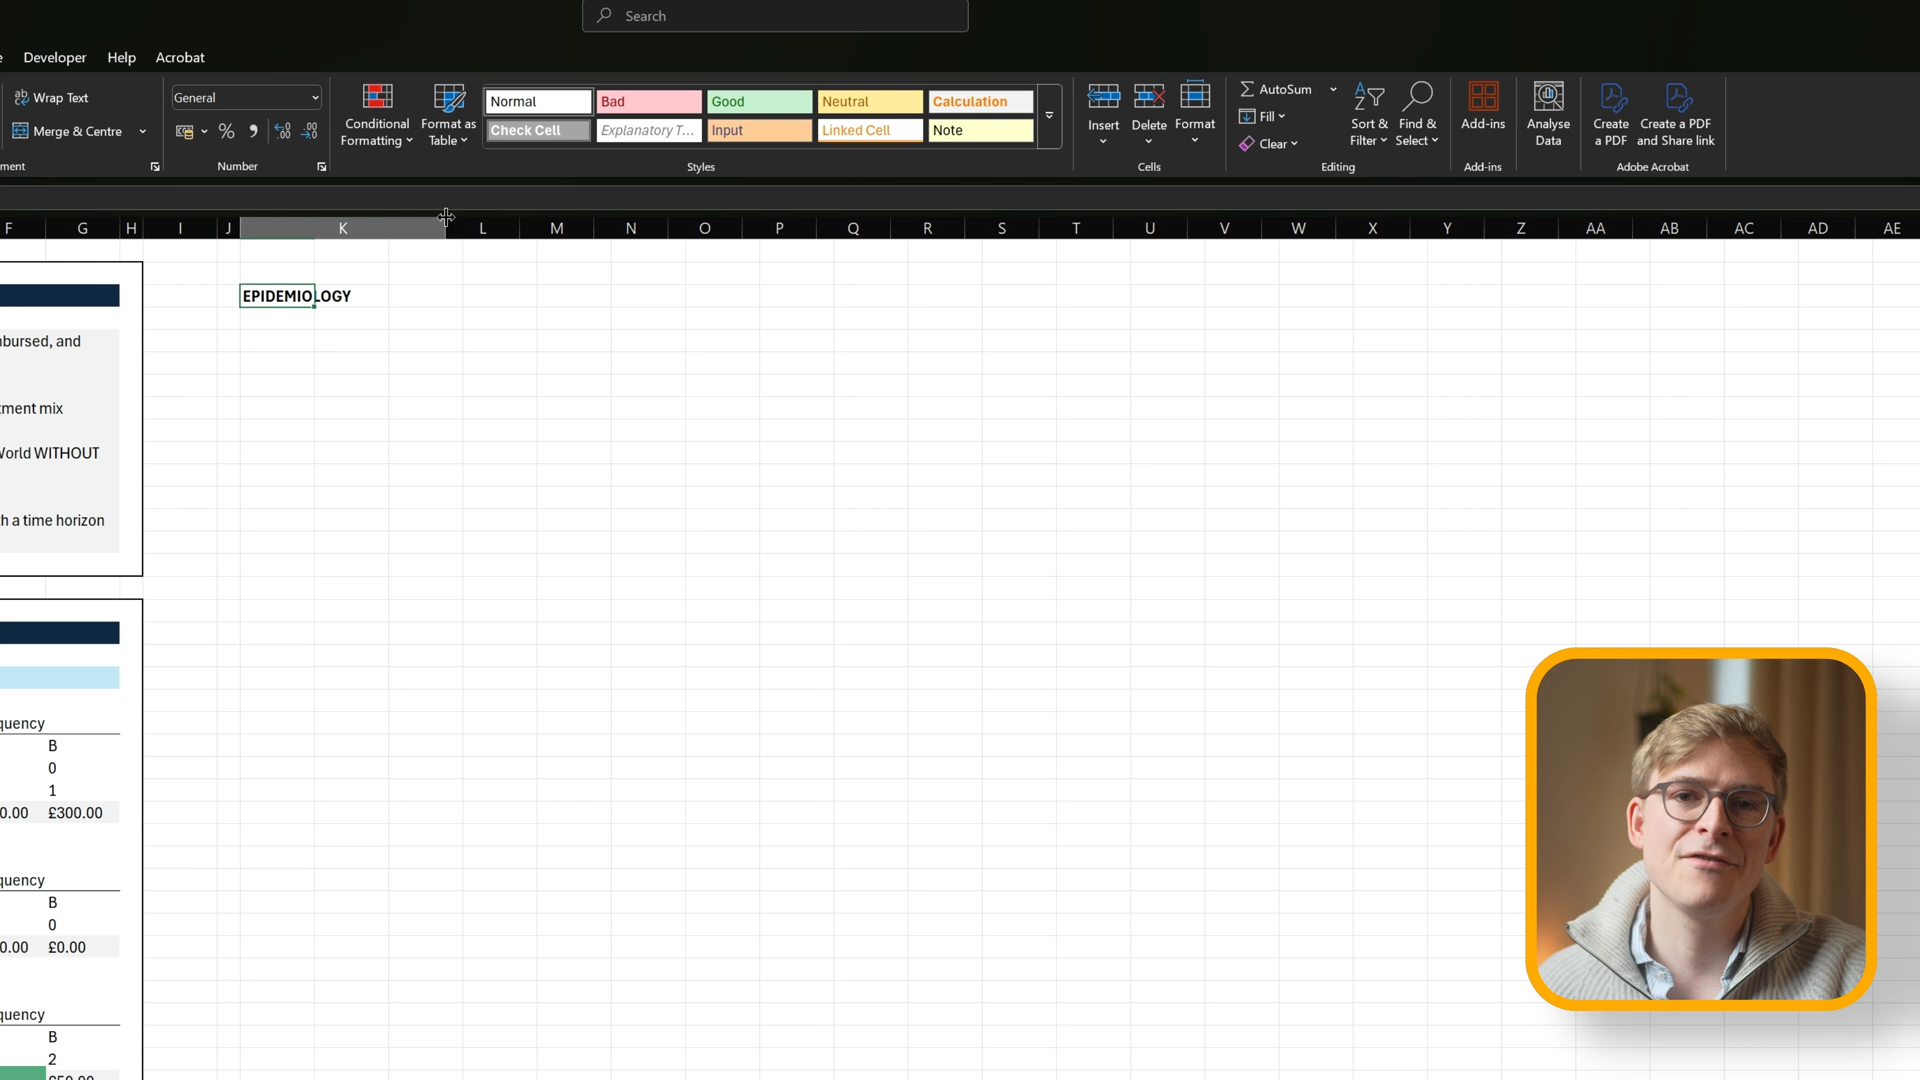 Search
Developer Help Acrobat
Wrap Text
Merge & Centre
General
Number
Conditional
Formatting
Format as
Table
Normal Bad Good Neutral Calculation
Check Cell Explanatory T... Input Linked Cell Note
Styles
Insert Delete Format
Cells
AutoSum
Fill
Clear
Sort &
Filter
Find &
Select
Editing
Add-ins
Add-ins
Analyse
Data
Create
a PDF
Create a PDF
and Share link
Adobe Acrobat
F G H I J K L M N O P Q R S T U V W X Y Z AA AB AC AD AE
EPIDEMIOLOGY
nbursed, and
tment mix
World WITHOUT
h a time horizon
quency
B
0
1
0.00 £300.00
quency
B
0
0.00 £0.00
quency
B
2